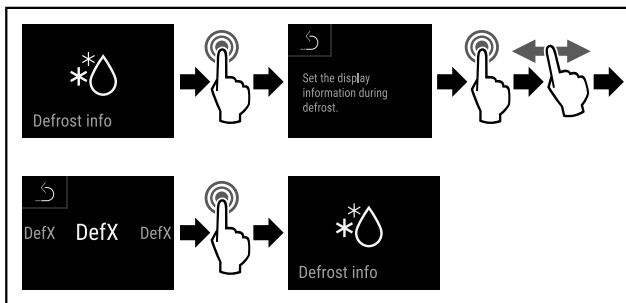 Defrost info
Set the display
information during
defrost.
DefX DefX DefX
Defrost info